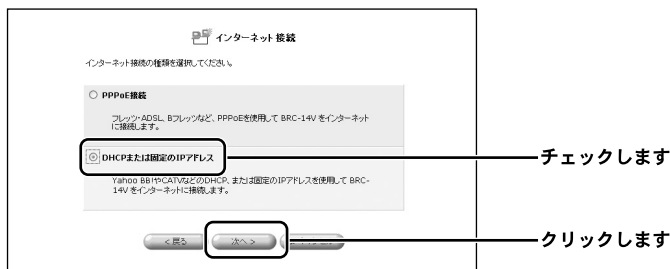 インターネット接続
インターネット接続の種類を選択してください。
PPPoE接続
フレッツ・ADSL、Bフレッツなど、PPPoEを使用して BRC-14V をインターネット
に接続します。
DHCPまたは固定のIPアドレス
チェックします
Yahoo BB!やCATVなどのDHCP、または固定のIPアドレスを使用して BRC-
14V をインターネットに接続します。
< 戻る
次へ >
クリックします